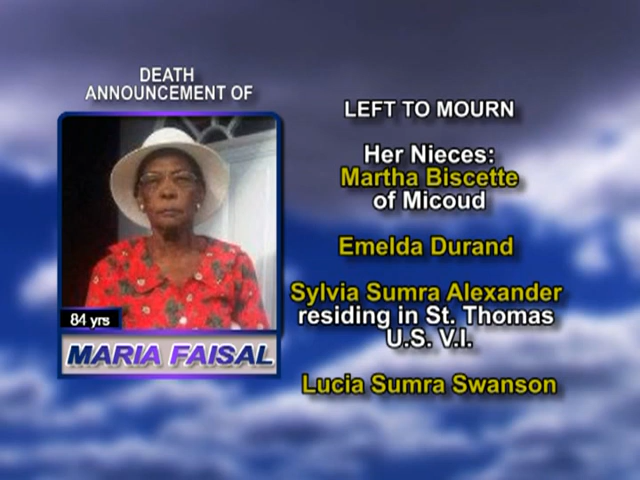 DEATH
ANNOUNCEMENT OF
84 yrs
MARIA FAISAL
LEFT TO MOURN
Her Nieces:
Martha Biscette
of Micoud
Emelda Durand
Sylvia Sumra Alexander
residing in St. Thomas
U.S. V.I.
Lucia Sumra Swanson